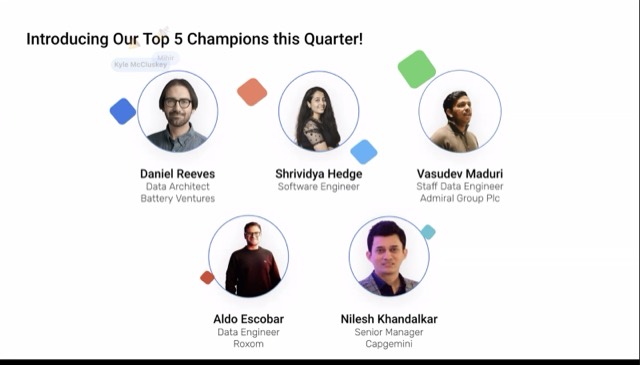 Introducing Our Top 5 Champions this Quarter!
Kyle McCluskey
Daniel Reeves
Data Architect
Battery Ventures
Shrividya Hedge
Software Engineer
Vasudev Maduri
Staff Data Engineer
Admiral Group Plc
Aldo Escobar
Data Engineer
Roxom
Nilesh Khandalkar
Senior Manager
Capgemini